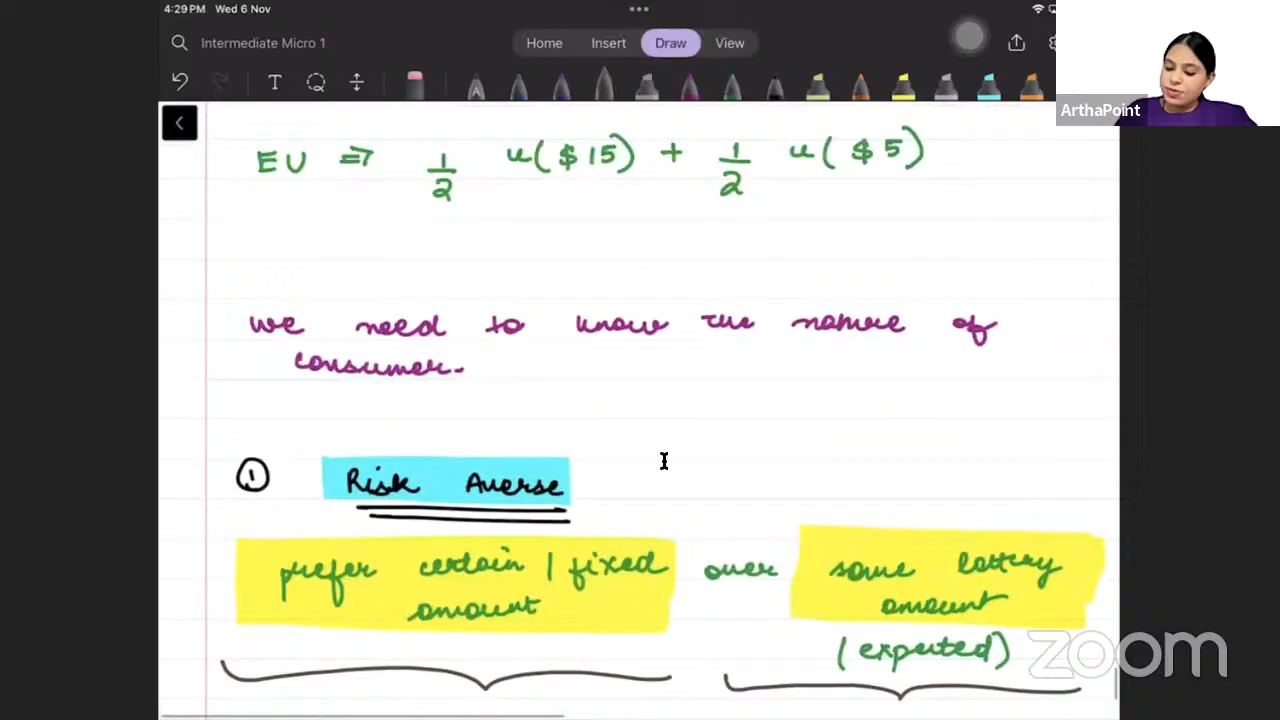 4:29 PM Wed 6 Nov
Intermediate Micro 1
Home Insert Draw View
T
A
ArthaPoint
EU ⇒ 1/2 u($15) + 1/2 u($5)
we need to know the nature of
consumer.
① Risk Averse
prefer certain / fixed over same lottery
amount amount
(expected)
zoom